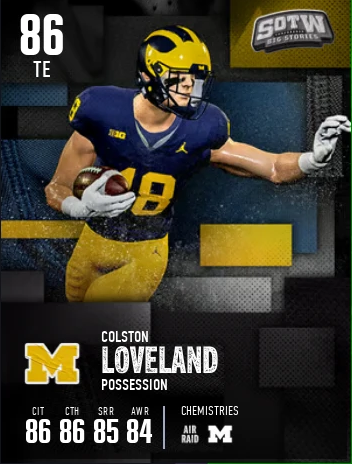 86
TE
SOTW
BIG STORIES
B1G
18
M
COLSTON
LOVELAND
POSSESSION
CIT CTH SRR AWR
86 86 85 84
CHEMISTRIES
AIR
RAID
M